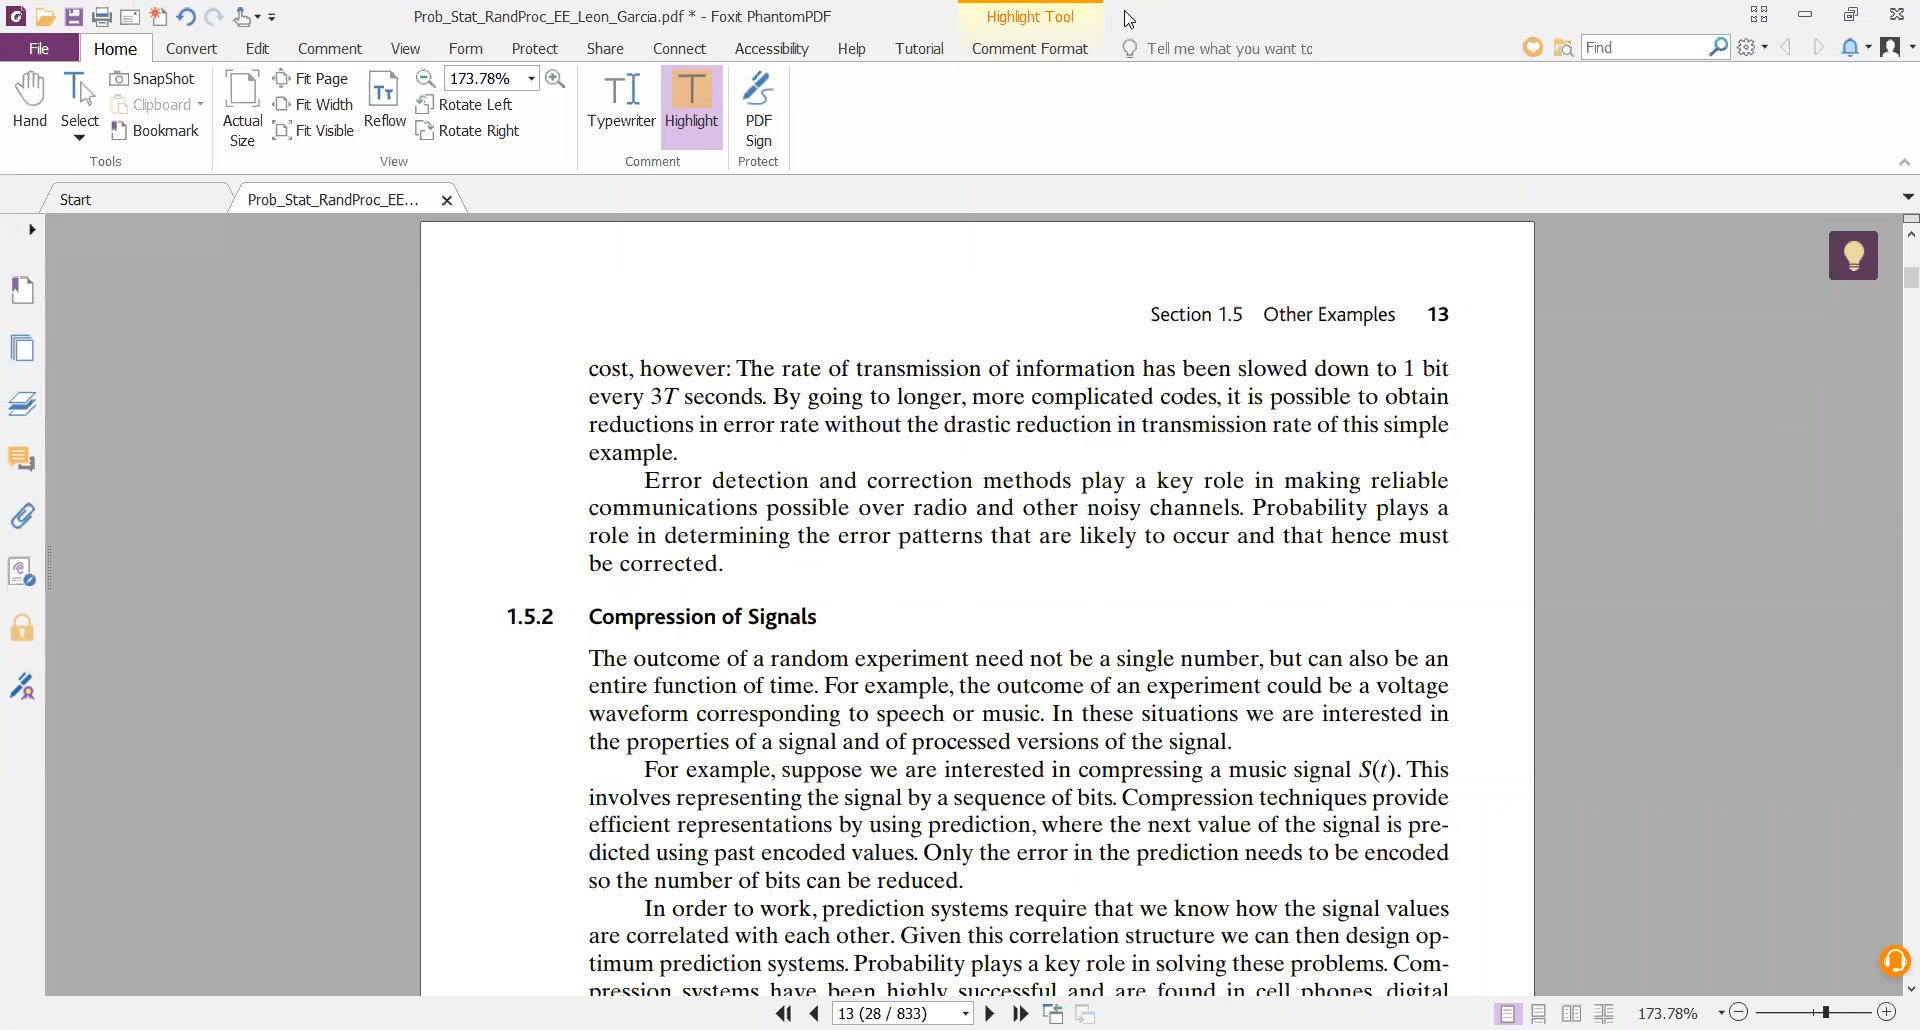 Prob_Stat_RandProc_EE_Leon_Garcia.pdf * - Foxit PhantomPDF
Highlight Tool
File Home Convert Edit Comment View Form Protect Share Connect Accessibility Help Tutorial Comment Format Tell me what you want to Find
Hand
Select
SnapShot
Clipboard
Bookmark
Tools
Actual Size
Fit Page
Fit Width
Fit Visible
Reflow
173.78%
Rotate Left
Rotate Right
View
Typewriter
Highlight
Comment
PDF Sign
Protect
Start Prob_Stat_RandProc_EE...
Section 1.5 Other Examples 13
cost, however: The rate of transmission of information has been slowed down to 1 bit
every 3T seconds. By going to longer, more complicated codes, it is possible to obtain
reductions in error rate without the drastic reduction in transmission rate of this simple
example.
Error detection and correction methods play a key role in making reliable
communications possible over radio and other noisy channels. Probability plays a
role in determining the error patterns that are likely to occur and that hence must
be corrected.
1.5.2 Compression of Signals
The outcome of a random experiment need not be a single number, but can also be an
entire function of time. For example, the outcome of an experiment could be a voltage
waveform corresponding to speech or music. In these situations we are interested in
the properties of a signal and of processed versions of the signal.
For example, suppose we are interested in compressing a music signal S(t). This
involves representing the signal by a sequence of bits. Compression techniques provide
efficient representations by using prediction, where the next value of the signal is pre-
dicted using past encoded values. Only the error in the prediction needs to be encoded
so the number of bits can be reduced.
In order to work, prediction systems require that we know how the signal values
are correlated with each other. Given this correlation structure we can then design op-
timum prediction systems. Probability plays a key role in solving these problems. Com-
pression systems have been highly successful and are found in cell phones, digital
13 (28 / 833)
173.78%